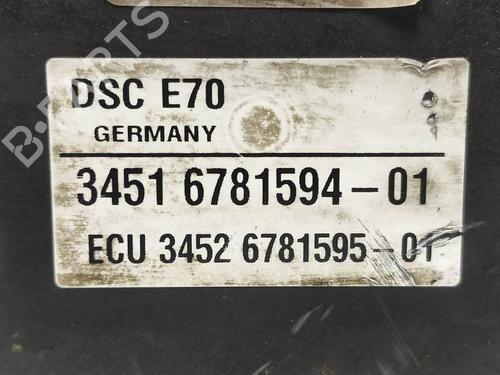 DSC E70
GERMANY
3451 6781594-01
ECU 3452 6781595-01
B-PARTS